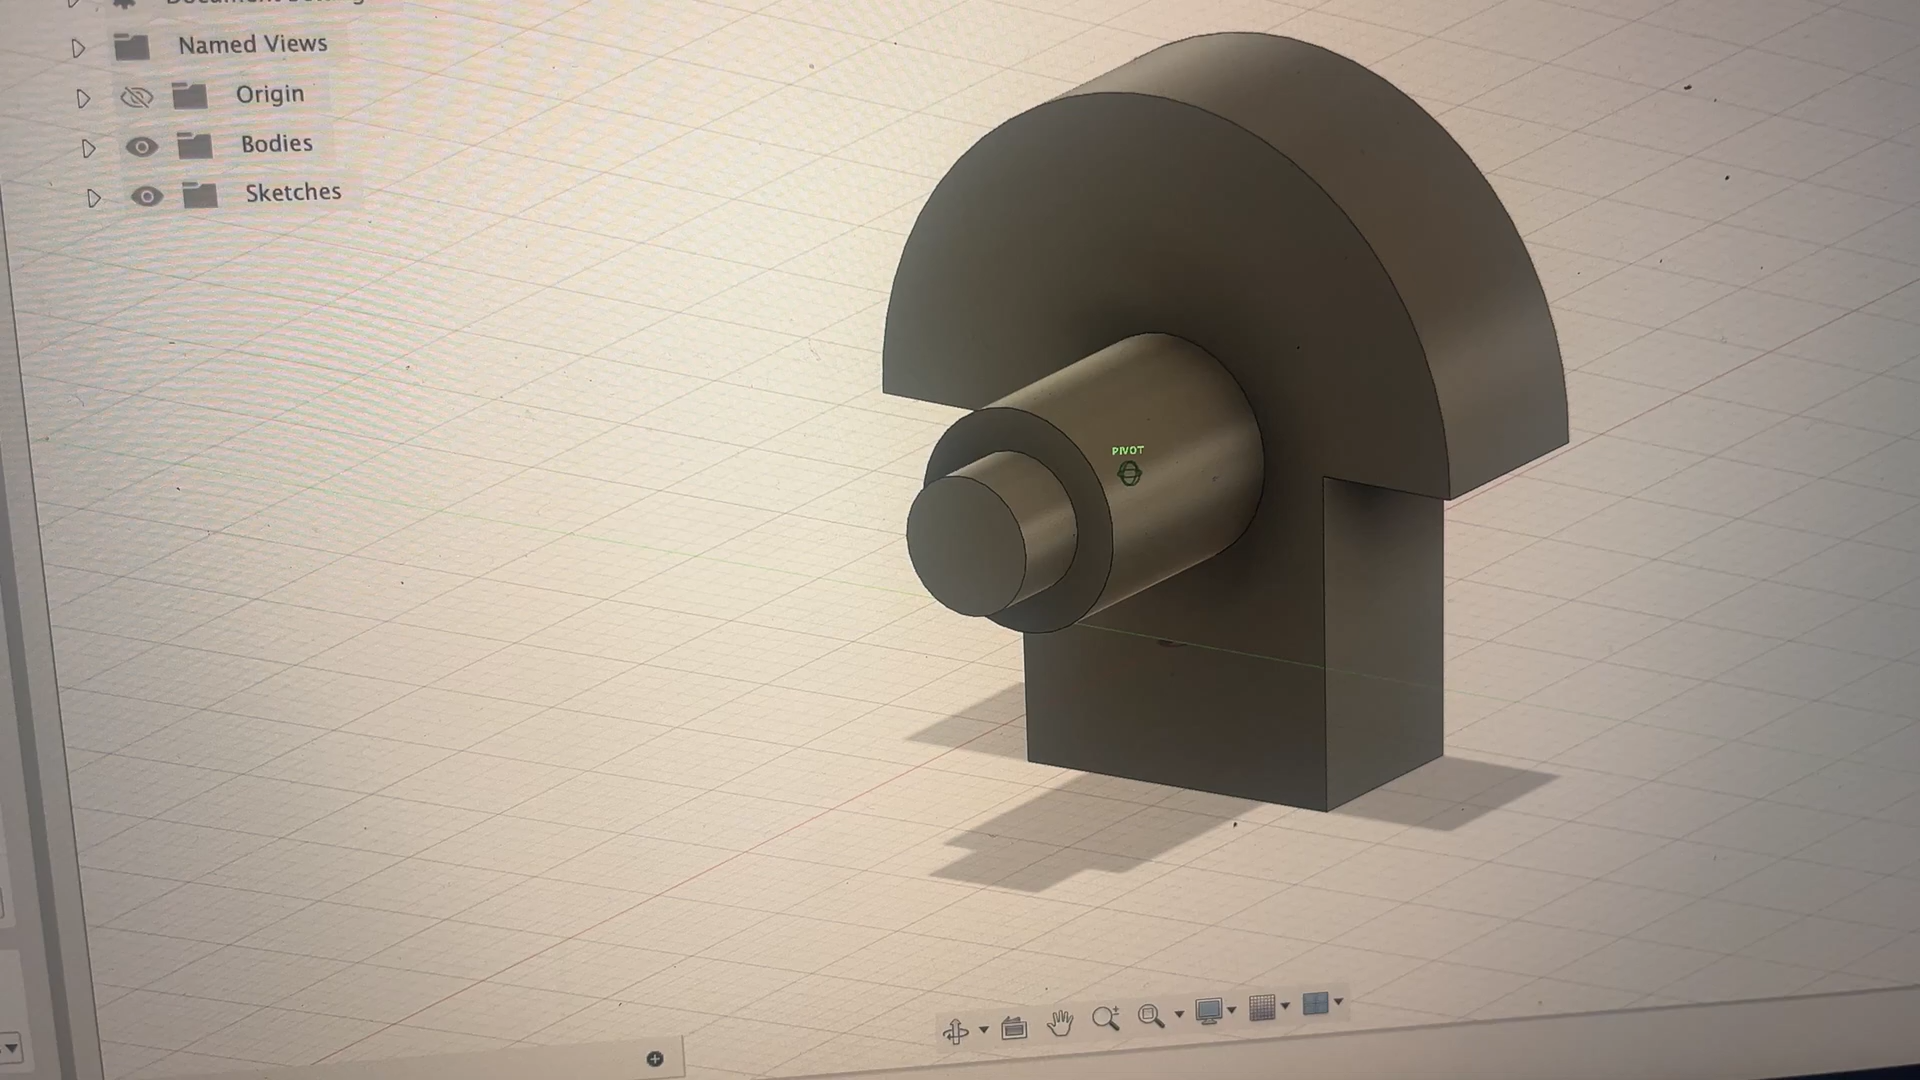 Named Views
Origin
Bodies
Sketches
PIVOT